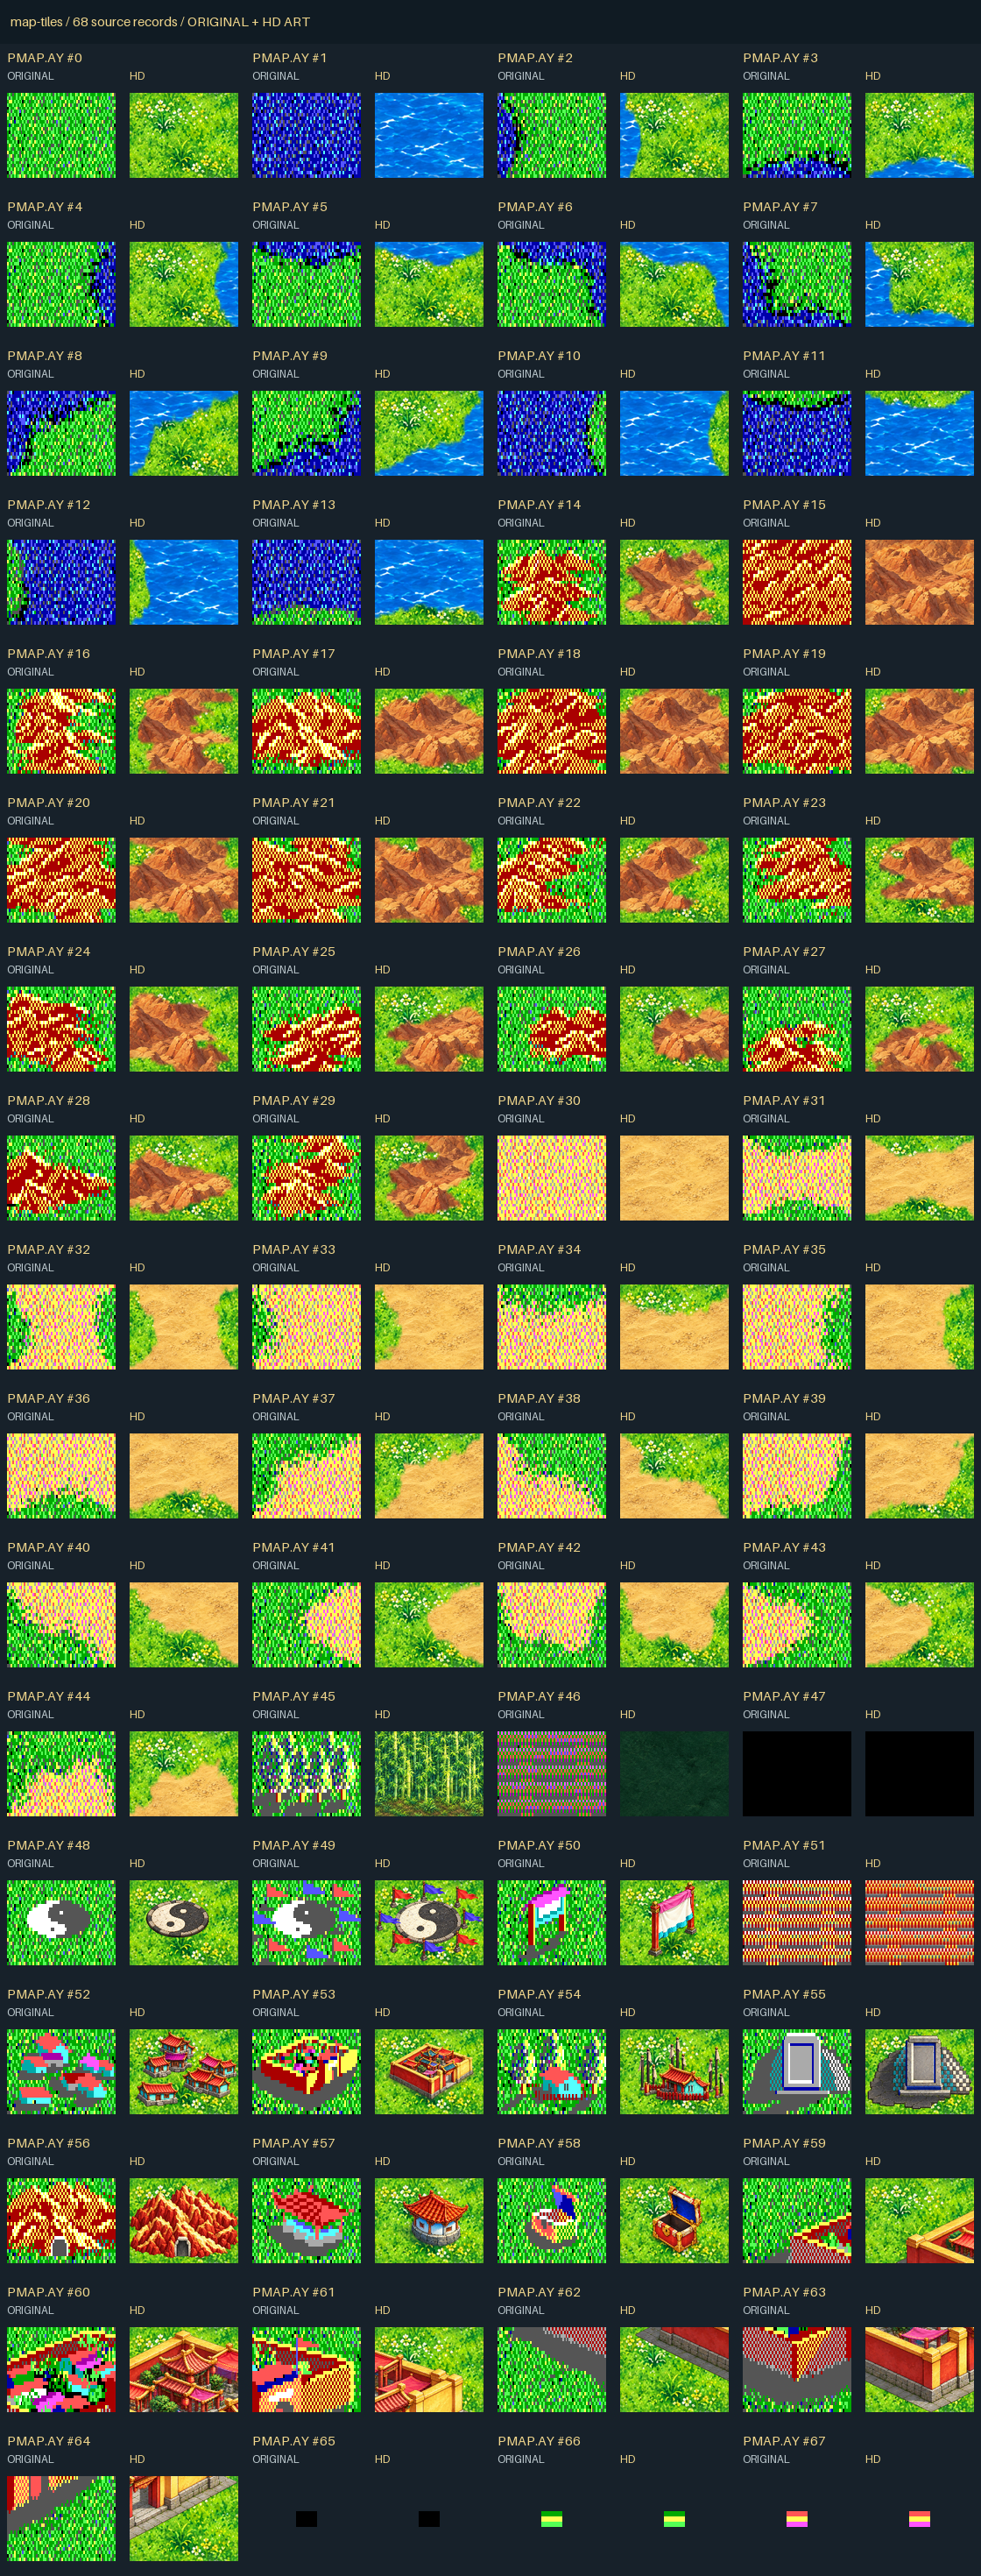 map-tiles / 68 source records / ORIGINAL + HD ART
PMAP.AY #0 PMAP.AY #1 PMAP.AY #2 PMAP.AY #3
ORIGINAL HD ORIGINAL HD ORIGINAL HD ORIGINAL HD
PMAP.AY #4 PMAP.AY #5 PMAP.AY #6 PMAP.AY #7
ORIGINAL HD ORIGINAL HD ORIGINAL HD ORIGINAL HD
PMAP.AY #8 PMAP.AY #9 PMAP.AY #10 PMAP.AY #11
ORIGINAL HD ORIGINAL HD ORIGINAL HD ORIGINAL HD
PMAP.AY #12 PMAP.AY #13 PMAP.AY #14 PMAP.AY #15
ORIGINAL HD ORIGINAL HD ORIGINAL HD ORIGINAL HD
PMAP.AY #16 PMAP.AY #17 PMAP.AY #18 PMAP.AY #19
ORIGINAL HD ORIGINAL HD ORIGINAL HD ORIGINAL HD
PMAP.AY #20 PMAP.AY #21 PMAP.AY #22 PMAP.AY #23
ORIGINAL HD ORIGINAL HD ORIGINAL HD ORIGINAL HD
PMAP.AY #24 PMAP.AY #25 PMAP.AY #26 PMAP.AY #27
ORIGINAL HD ORIGINAL HD ORIGINAL HD ORIGINAL HD
PMAP.AY #28 PMAP.AY #29 PMAP.AY #30 PMAP.AY #31
ORIGINAL HD ORIGINAL HD ORIGINAL HD ORIGINAL HD
PMAP.AY #32 PMAP.AY #33 PMAP.AY #34 PMAP.AY #35
ORIGINAL HD ORIGINAL HD ORIGINAL HD ORIGINAL HD
PMAP.AY #36 PMAP.AY #37 PMAP.AY #38 PMAP.AY #39
ORIGINAL HD ORIGINAL HD ORIGINAL HD ORIGINAL HD
PMAP.AY #40 PMAP.AY #41 PMAP.AY #42 PMAP.AY #43
ORIGINAL HD ORIGINAL HD ORIGINAL HD ORIGINAL HD
PMAP.AY #44 PMAP.AY #45 PMAP.AY #46 PMAP.AY #47
ORIGINAL HD ORIGINAL HD ORIGINAL HD ORIGINAL HD
PMAP.AY #48 PMAP.AY #49 PMAP.AY #50 PMAP.AY #51
ORIGINAL HD ORIGINAL HD ORIGINAL HD ORIGINAL HD
PMAP.AY #52 PMAP.AY #53 PMAP.AY #54 PMAP.AY #55
ORIGINAL HD ORIGINAL HD ORIGINAL HD ORIGINAL HD
PMAP.AY #56 PMAP.AY #57 PMAP.AY #58 PMAP.AY #59
ORIGINAL HD ORIGINAL HD ORIGINAL HD ORIGINAL HD
PMAP.AY #60 PMAP.AY #61 PMAP.AY #62 PMAP.AY #63
ORIGINAL HD ORIGINAL HD ORIGINAL HD ORIGINAL HD
PMAP.AY #64 PMAP.AY #65 PMAP.AY #66 PMAP.AY #67
ORIGINAL HD ORIGINAL HD ORIGINAL HD ORIGINAL HD